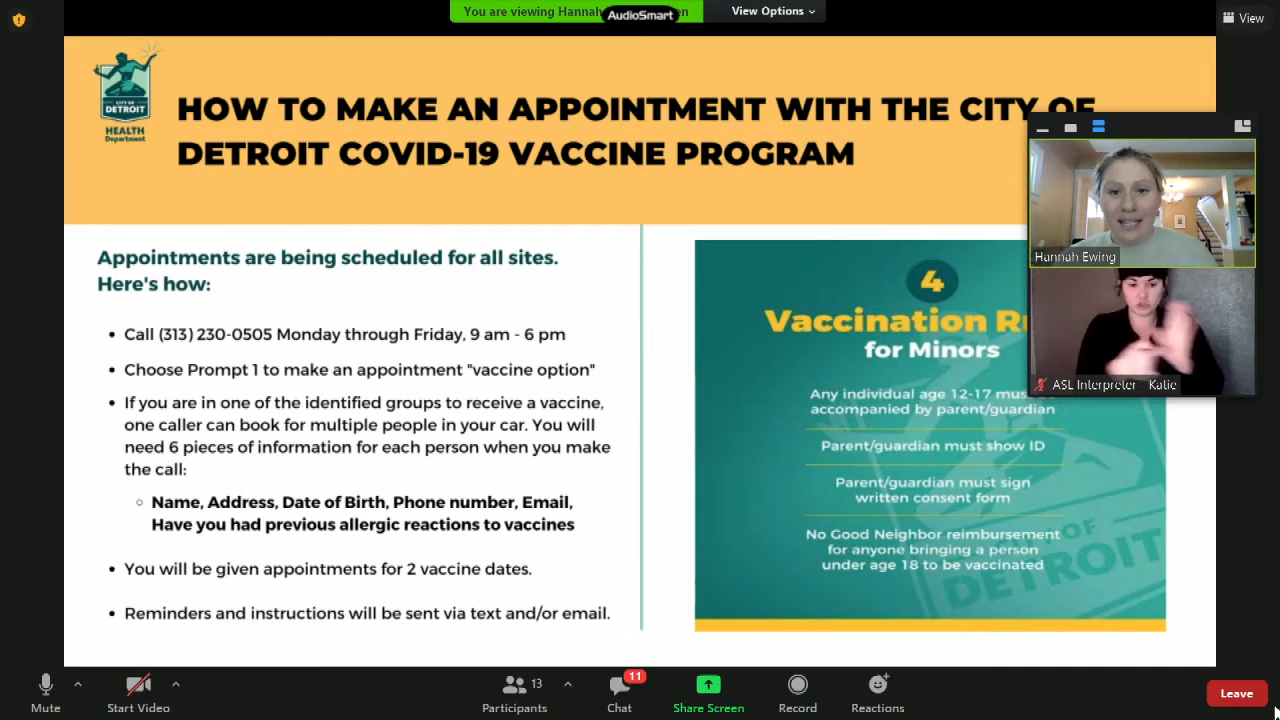 You are viewing Hannah
en
AudioSmart
View Options
View
CITY OF
DETROIT
HEALTH
Department
HOW TO MAKE AN APPOINTMENT WITH THE CITY OF
DETROIT COVID-19 VACCINE PROGRAM
Appointments are being scheduled for all sites.
Here's how:
• Call (313) 230-0505 Monday through Friday, 9 am - 6 pm
• Choose Prompt 1 to make an appointment "vaccine option"
• If you are in one of the identified groups to receive a vaccine,
one caller can book for multiple people in your car. You will
need 6 pieces of information for each person when you make
the call:
◦ Name, Address, Date of Birth, Phone number, Email,
Have you had previous allergic reactions to vaccines
• You will be given appointments for 2 vaccine dates.
• Reminders and instructions will be sent via text and/or email.
4
Vaccination
for Minors
Any individual age 12-17 must be
accompanied by parent/guardian
Parent/guardian must show ID
Parent/guardian must sign
written consent form
No Good Neighbor reimbursement
for anyone bringing a person
under age 18 to be vaccinated
OF
DETROIT
Hannah Ewing
ASL Interpreter - Katie
Mute
Start Video
13
Participants
11
Chat
Share Screen
Record
Reactions
Leave